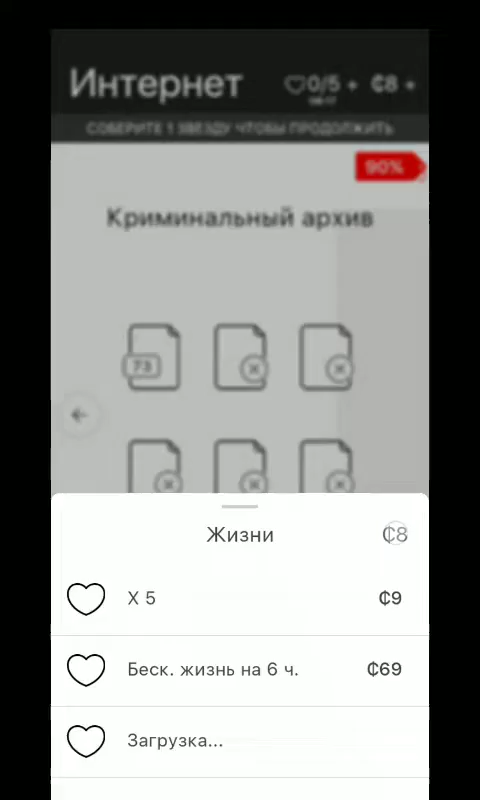 Интернет
0/5 + ₵8 +
СОБЕРИТЕ 1 ЗВЕЗДУ ЧТОБЫ ПРОДОЛЖИТЬ
90%
Криминальный архив
73
Жизни ₵8
X 5 ₵9
Беск. жизнь на 6 ч. ₵69
Загрузка...